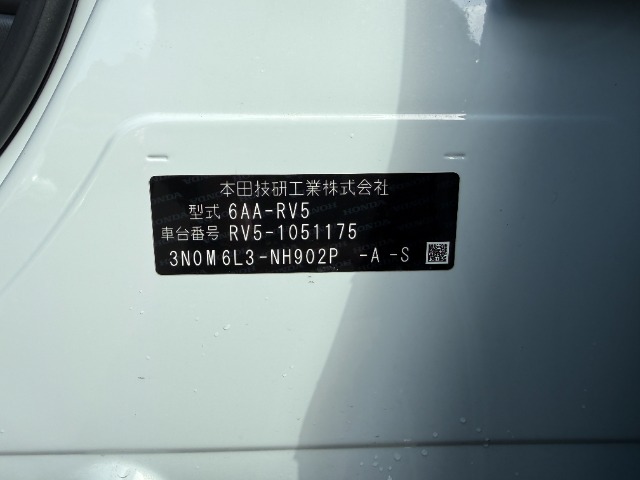 本田技研工業株式会社
型式 6AA-RV5
車台番号 RV5-1051175
3N0M6L3-NH902P -A -S